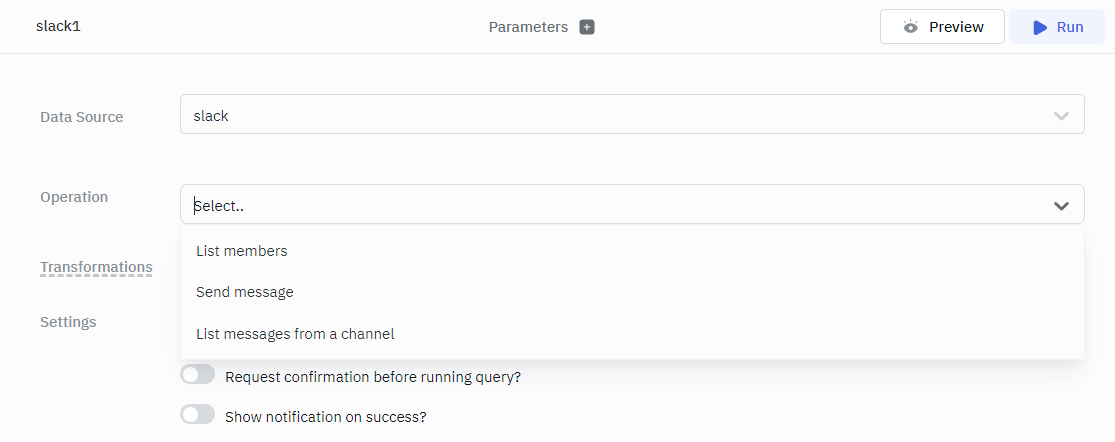 slack1
Parameters
Preview
Run
Data Source
slack
Operation
Select..
List members
Transformations
Send message
Settings
List messages from a channel
Request confirmation before running query?
Show notification on success?